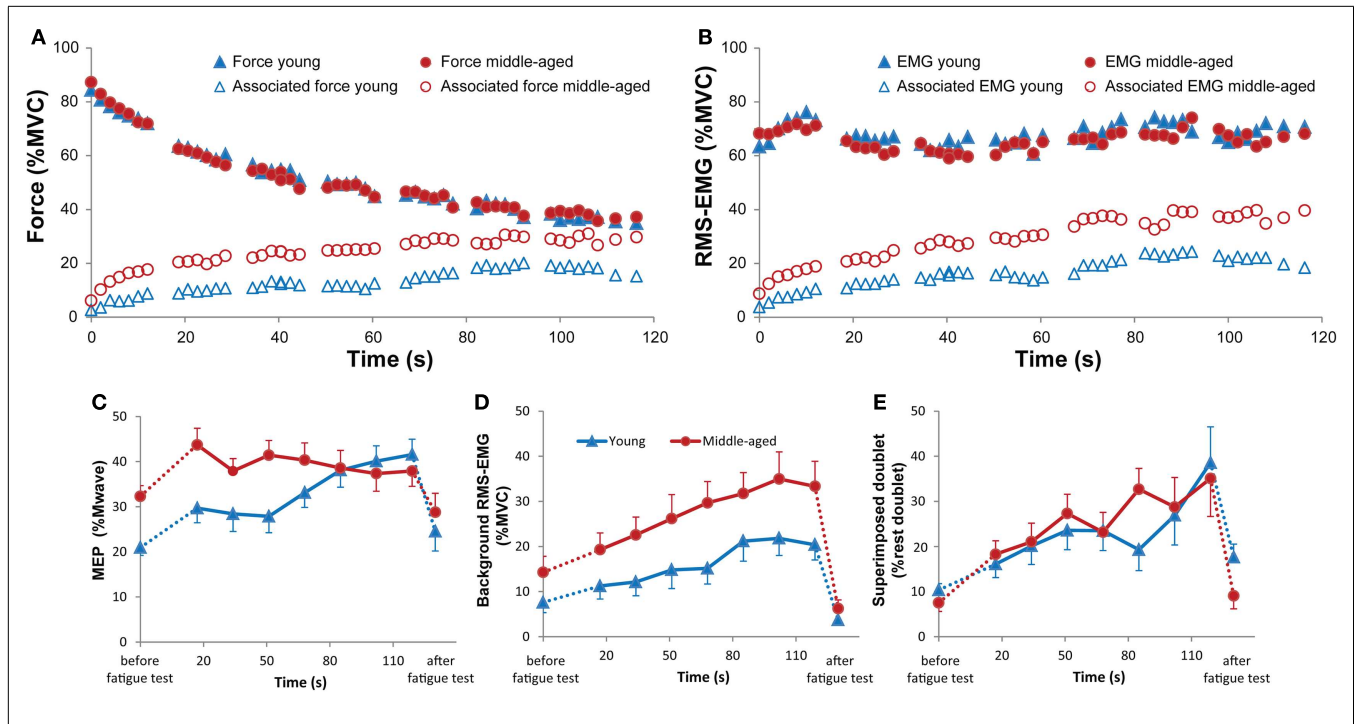 A
Force (%MVC)
100
80
60
40
20
0
Force young
Force middle-aged
Associated force young
Associated force middle-aged
0 20 40 60 80 100 120
Time (s)
B
RMS-EMG (%MVC)
100
80
60
40
20
0
EMG young
EMG middle-aged
Associated EMG young
Associated EMG middle-aged
0 20 40 60 80 100 120
Time (s)
C
MEP (%Mwave)
50
40
30
20
10
0
before
fatigue test
20 50 80 110
after
fatigue test
Time (s)
D
Background RMS-EMG
(%MVC)
50
40
30
20
10
0
Young
Middle-aged
before
fatigue test
20 50 80 110
after
fatigue test
Time (s)
E
Superimposed doublet
(%rest doublet)
50
40
30
20
10
0
before
fatigue test
20 50 80 110
after
fatigue test
Time (s)